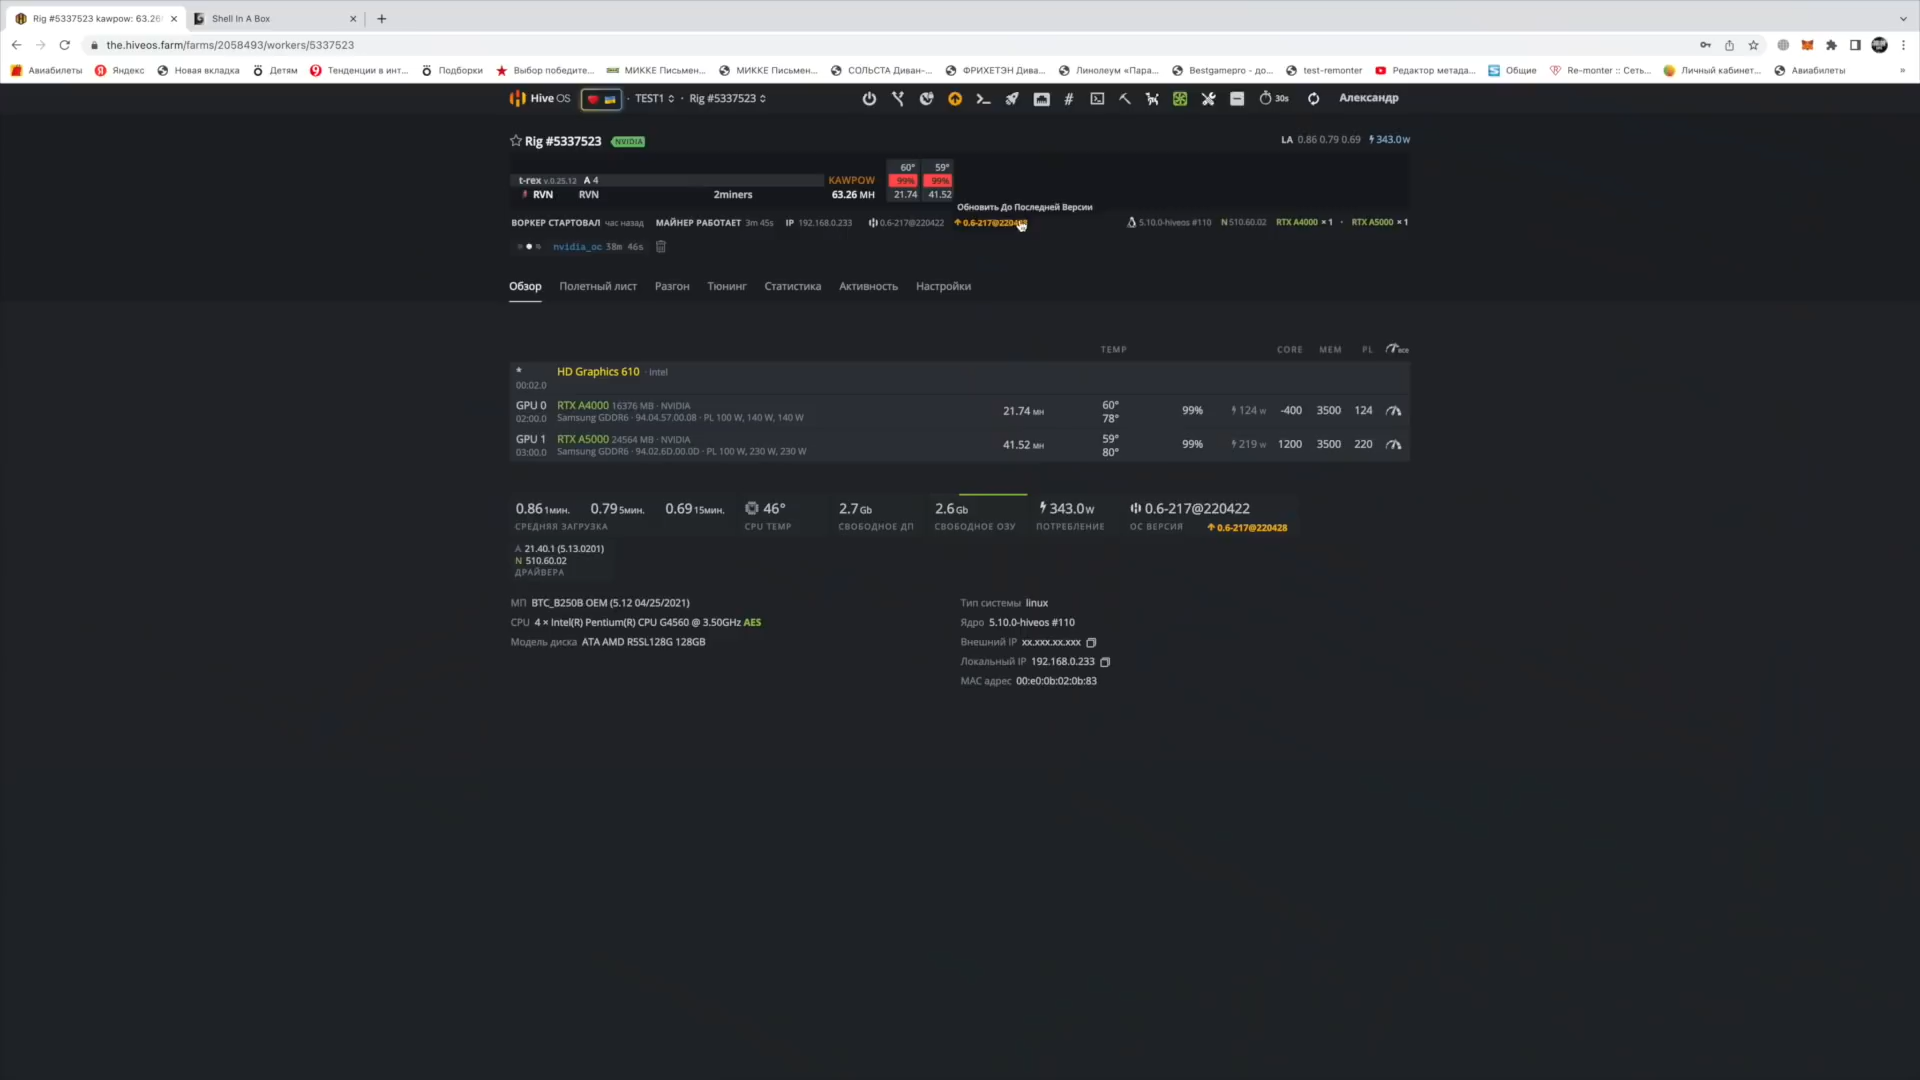 Rig #5337523 kawpow: 63.26
Shell In A Box
the.hiveos.farm/farms/2058493/workers/5337523
Авиабилеты Яндекс Новая вкладка Детям Тенденции в инт... Подборки Выбор победите... МИККЕ Письмен... МИККЕ Письмен... СОЛЬСТА Диван-... ФРИХЕТЭН Дива... Линолеум «Пара... Bestgamepro - до... test-remonter Редактор метада... Общие Re-monter :: Сеть... Личный кабинет... Авиабилеты »
Hive OS · TEST1 · Rig #5337523 30s Александр
Rig #5337523 NVIDIA LA 0.86 0.79 0.69 343.0 W
60° 59°
t-rex v.0.25.12 A 4 KAWPOW 99% 99%
RVN RVN 2miners 63.26 MH 21.74 41.52
Обновить До Последней Версии
ВОРКЕР СТАРТОВАЛ час назад МАЙНЕР РАБОТАЕТ 3m 45s IP 192.168.0.233 0.6-217@220422 5.10.0-hiveos #110 N 510.60.02 RTX A4000 × 1 · RTX A5000 × 1
nvidia_oc 38m 46s
Обзор Полетный лист Разгон Тюнинг Статистика Активность Настройки
TEMP CORE MEM PL все
* HD Graphics 610 · Intel
00:02.0
GPU 0 RTX A4000 16376 MB · NVIDIA 21.74 MH 60° 99% 124 W -400 3500 124
02:00.0 Samsung GDDR6 · 94.04.57.00.08 · PL 100 W, 140 W, 140 W 78°
GPU 1 RTX A5000 24564 MB · NVIDIA 41.52 MH 59° 99% 219 W 1200 3500 220
03:00.0 Samsung GDDR6 · 94.02.6D.00.0D · PL 100 W, 230 W, 230 W 80°
0.86 1мин. 0.79 5мин. 0.69 15мин. 46° 2.7 Gb 2.6 Gb 343.0 W 0.6-217@220422
СРЕДНЯЯ ЗАГРУЗКА CPU TEMP СВОБОДНОЕ ДП СВОБОДНОЕ ОЗУ ПОТРЕБЛЕНИЕ ОС ВЕРСИЯ 0.6-217@220428
A 21.40.1 (5.13.0201)
N 510.60.02
ДРАЙВЕРА
МП BTC_B250B OEM (5.12 04/25/2021) Тип системы linux
CPU 4 × Intel(R) Pentium(R) CPU G4560 @ 3.50GHz AES Ядро 5.10.0-hiveos #110
Модель диска ATA AMD R5SL128G 128GB Внешний IP xx.xxx.xx.xxx
Локальный IP 192.168.0.233
MAC адрес 00:e0:0b:02:0b:83